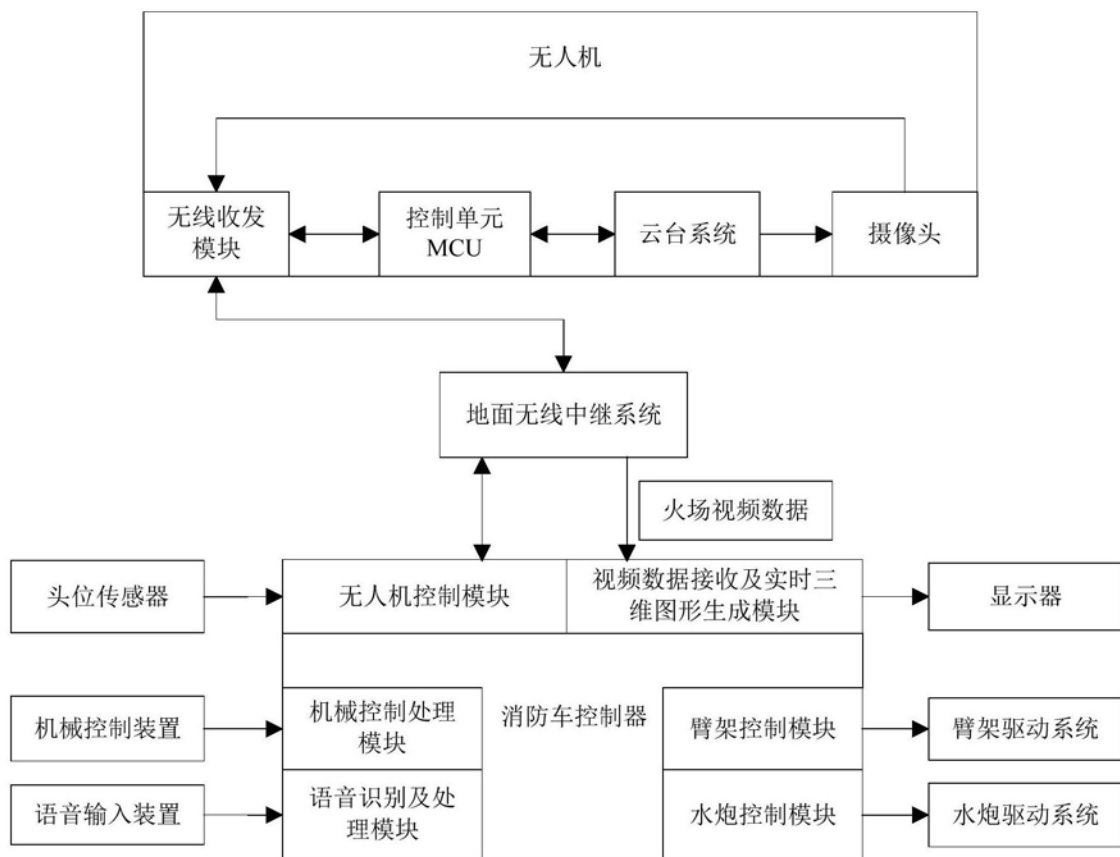 无人机
无线收发
模块
控制单元
MCU
云台系统
摄像头
地面无线中继系统
火场视频数据
头位传感器
无人机控制模块
视频数据接收及实时三
维图形生成模块
显示器
机械控制装置
机械控制处理
模块
消防车控制器
臂架控制模块
臂架驱动系统
语音输入装置
语音识别及处
理模块
水炮控制模块
水炮驱动系统